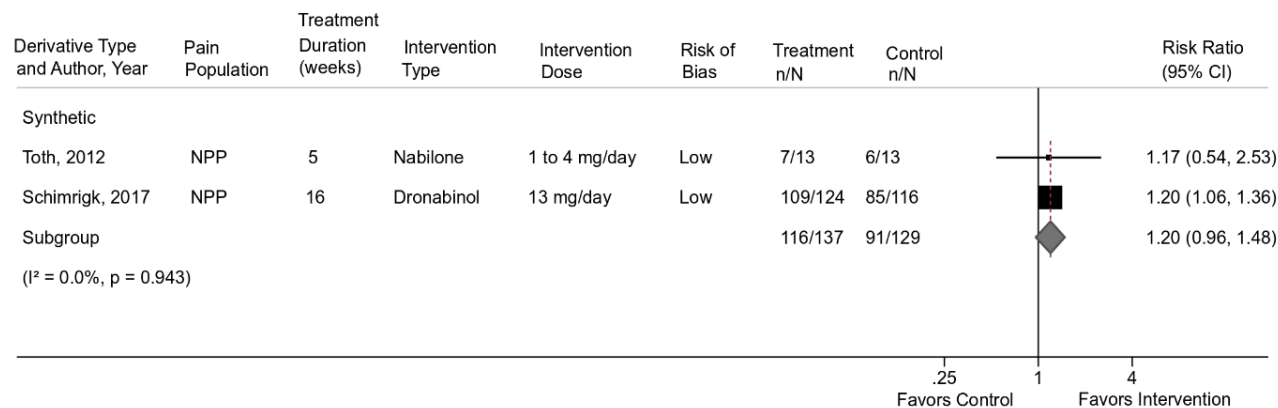 Derivative Type and Author, Year Pain Population Treatment Duration (weeks) Intervention Type Intervention Dose Risk of Bias Treatment n/N Control n/N Risk Ratio (95% CI)
Synthetic
Toth, 2012 NPP 5 Nabilone 1 to 4 mg/day Low 7/13 6/13 1.17 (0.54, 2.53)
Schimrigk, 2017 NPP 16 Dronabinol 13 mg/day Low 109/124 85/116 1.20 (1.06, 1.36)
Subgroup 116/137 91/129 1.20 (0.96, 1.48)
(I² = 0.0%, p = 0.943)
.25 1 4
Favors Control Favors Intervention